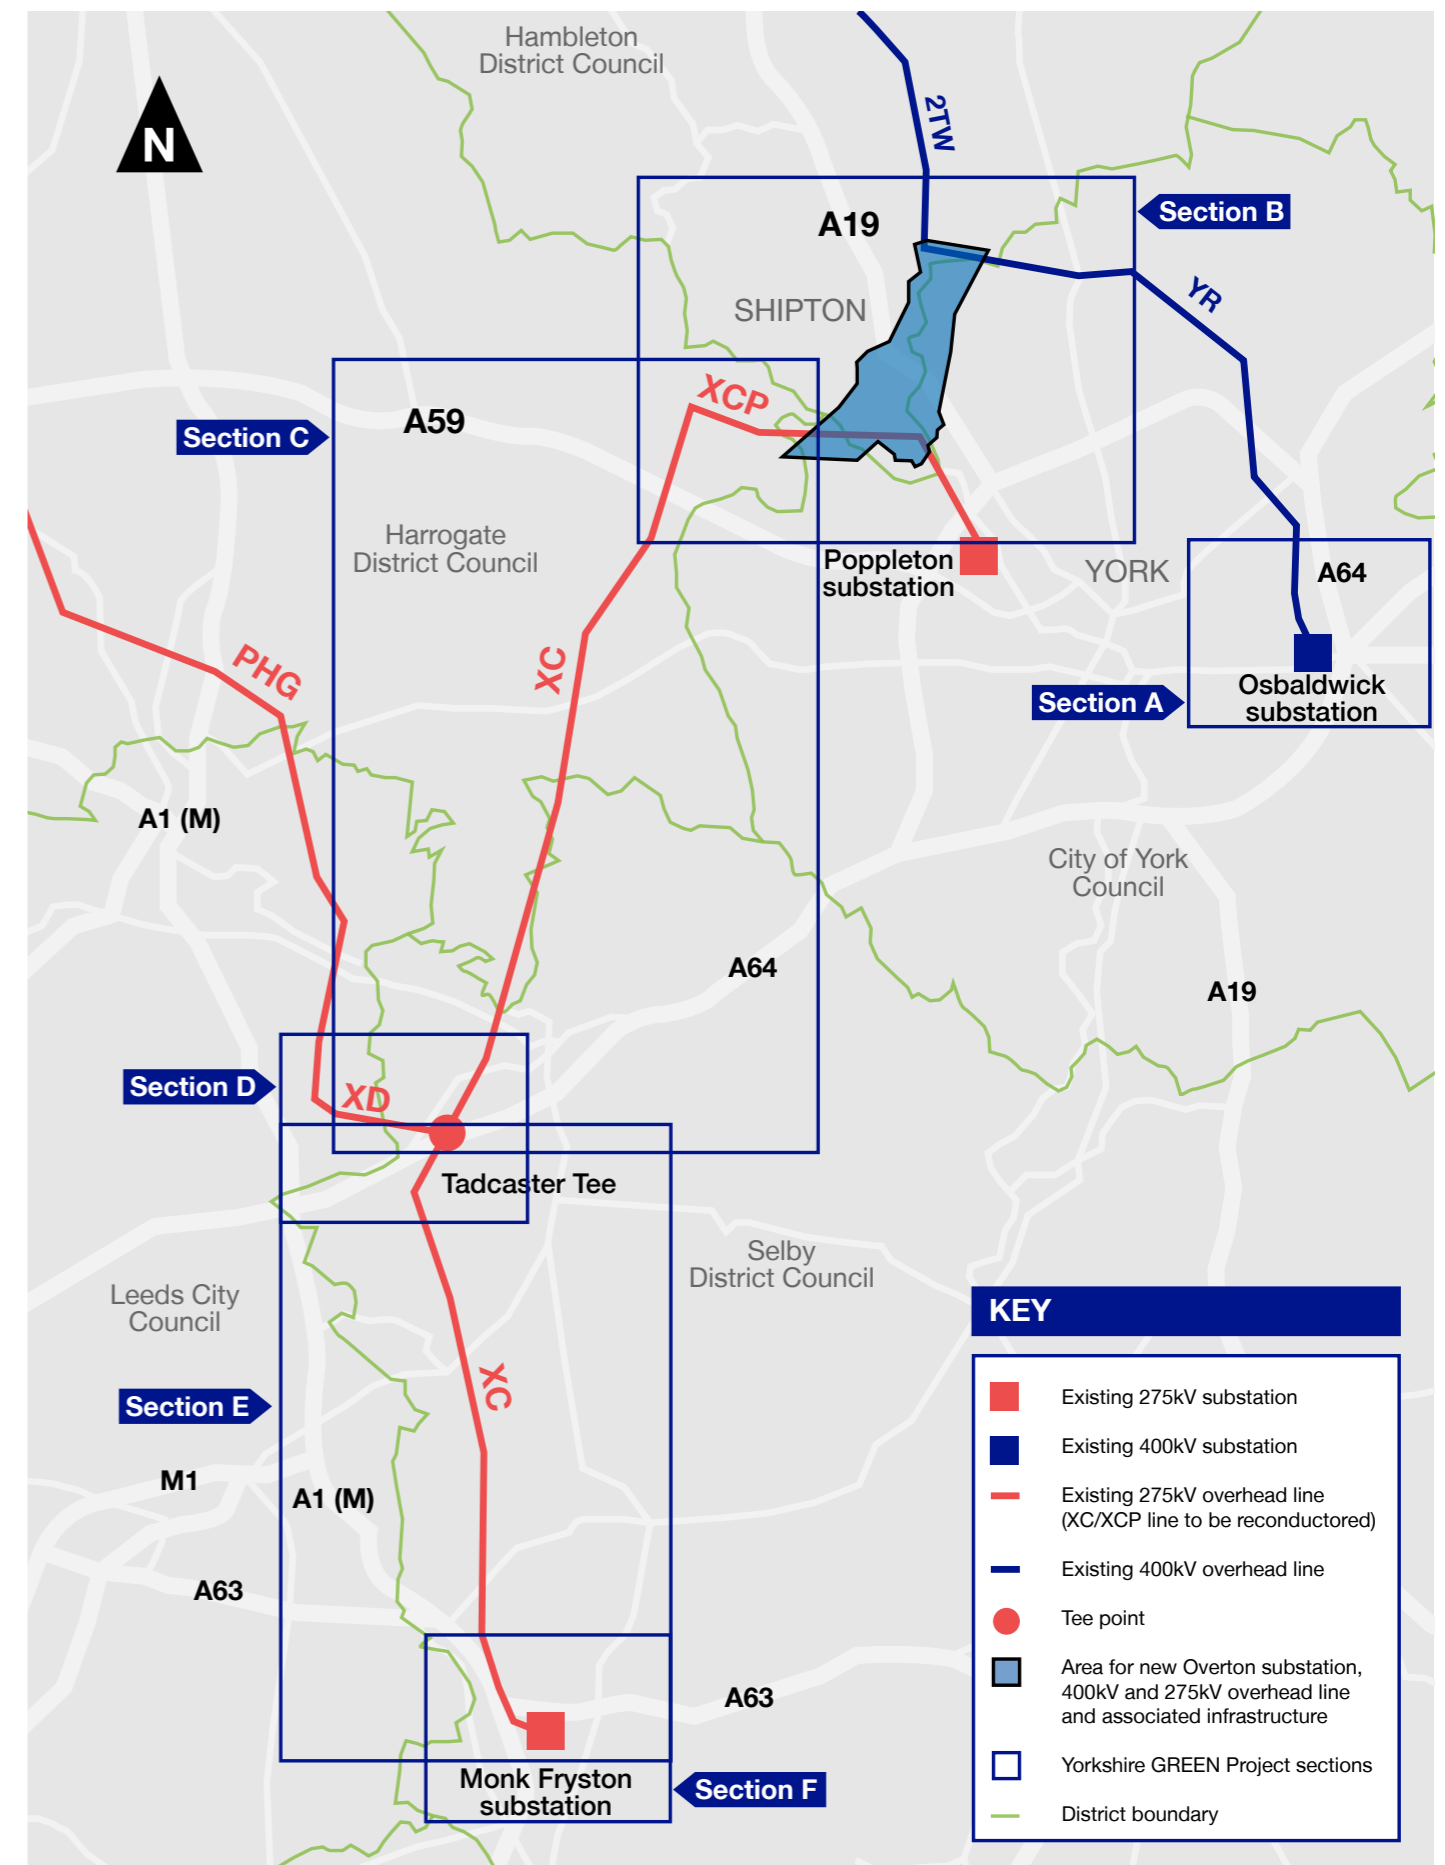 Hambleton
District Council
N
2TW
Section B
A19
SHIPTON
YR
XCP
A59
Section C
Harrogate
District Council
Poppleton
substation
YORK
A64
Osbaldwick
substation
Section A
XC
PHG
A1 (M)
City of York
Council
A64
A19
Section D
XD
Tadcaster Tee
Selby
District Council
Leeds City
Council
XC
Section E
M1
A1 (M)
A63
A63
Monk Fryston
substation
Section F
KEY
Existing 275kV substation
Existing 400kV substation
Existing 275kV overhead line
(XC/XCP line to be reconductored)
Existing 400kV overhead line
Tee point
Area for new Overton substation,
400kV and 275kV overhead line
and associated infrastructure
Yorkshire GREEN Project sections
District boundary